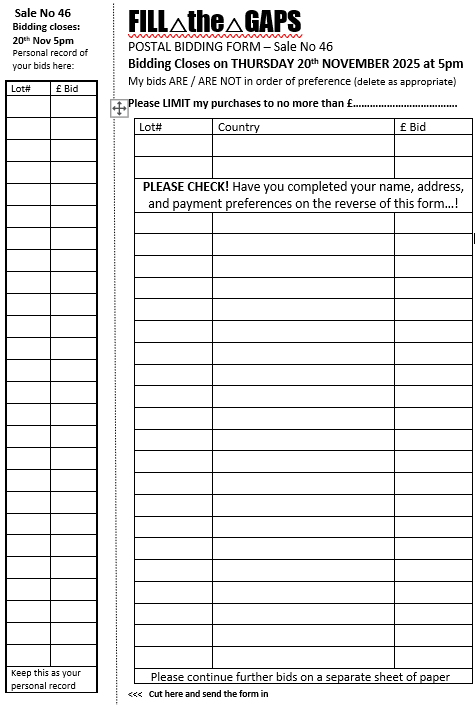 Sale No 46
Bidding closes:
20th Nov 5pm
Personal record of
your bids here:
Lot# £ Bid
Keep this as your
personal record
FILL△the△GAPS
POSTAL BIDDING FORM – Sale No 46
Bidding Closes on THURSDAY 20th NOVEMBER 2025 at 5pm
My bids ARE / ARE NOT in order of preference (delete as appropriate)
Please LIMIT my purchases to no more than £……………………………….
Lot# Country £ Bid
PLEASE CHECK! Have you completed your name, address,
and payment preferences on the reverse of this form…!
Please continue further bids on a separate sheet of paper
<<< Cut here and send the form in